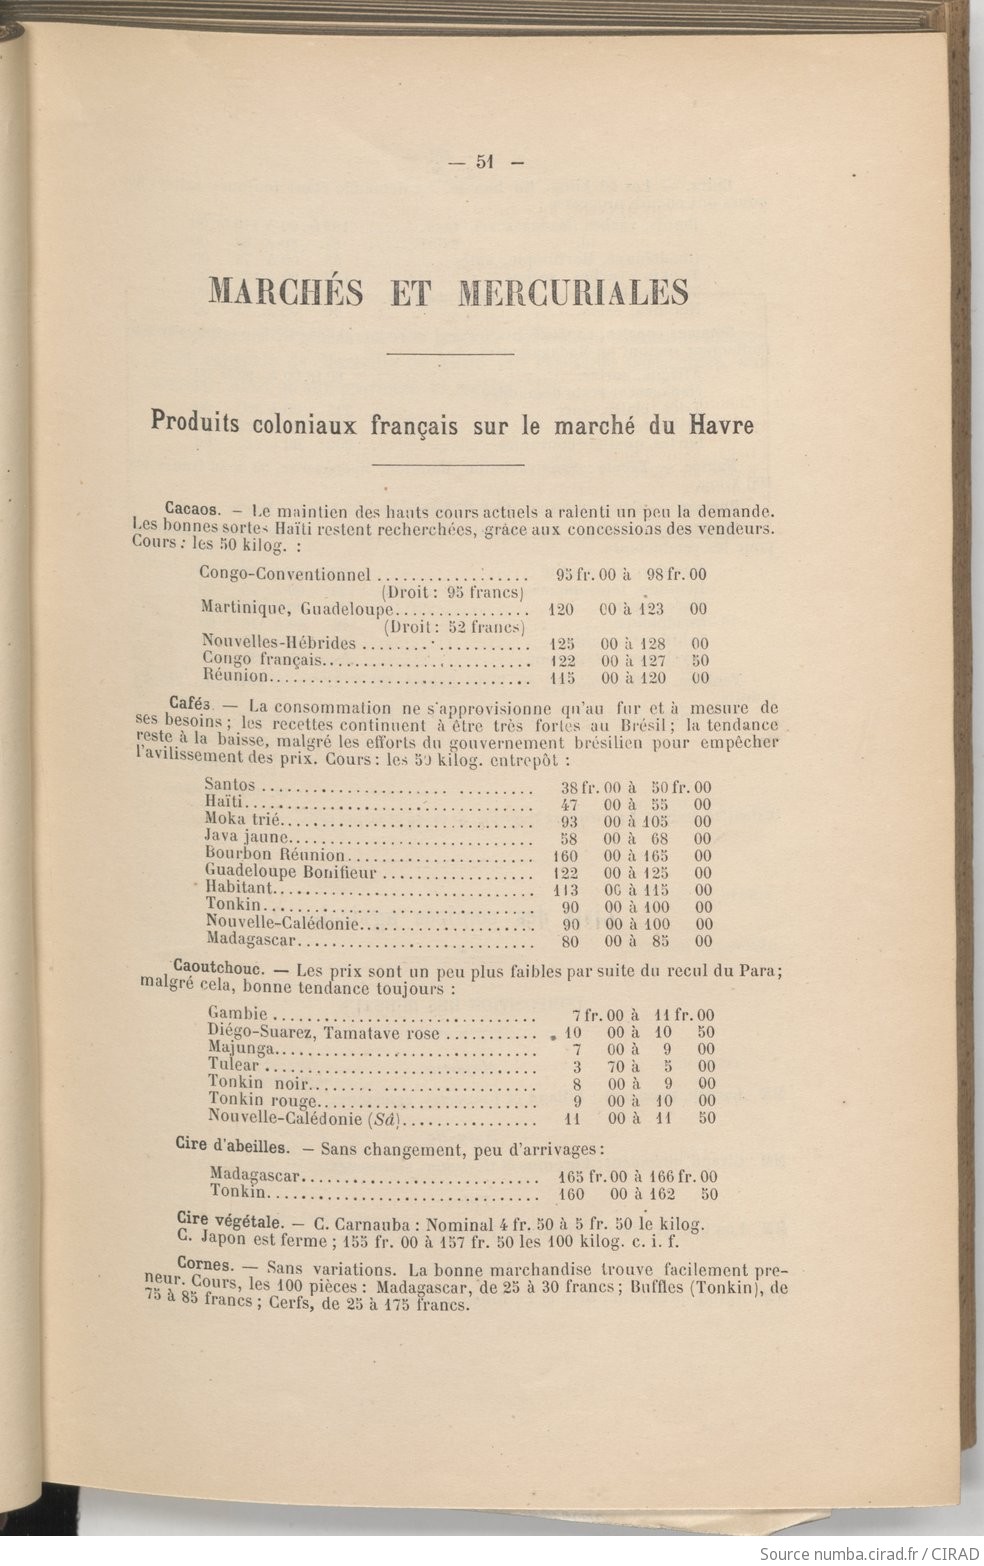 — 51 —
MARCHÉS ET MERCURIALES
Produits coloniaux français sur le marché du Havre
Cacaos. — Le maintien des hauts cours actuels a ralenti un peu la demande.
Les bonnes sortes Haïti restent recherchées, grâce aux concessions des vendeurs.
Cours : les 50 kilog. :
Congo-Conventionnel .................. 95 fr. 00 à 98 fr. 00
(Droit : 95 francs)
Martinique, Guadeloupe................ 120 00 à 123 00
(Droit : 52 francs)
Nouvelles-Hébrides ................... 125 00 à 128 00
Congo français........................ 122 00 à 127 50
Réunion............................... 115 00 à 120 00
Cafés — La consommation ne s'approvisionne qu'au fur et à mesure de
ses besoins ; les recettes continuent à être très fortes au Brésil ; la tendance
reste à la baisse, malgré les efforts du gouvernement brésilien pour empêcher
l'avilissement des prix. Cours : les 50 kilog. entrepôt :
Santos ............................... 38 fr. 00 à 50 fr. 00
Haïti................................. 47 00 à 55 00
Moka trié............................. 93 00 à 105 00
Java jaune............................ 58 00 à 68 00
Bourbon Réunion...................... 160 00 à 165 00
Guadeloupe Bonifieur .................. 122 00 à 125 00
Habitant.............................. 113 00 à 115 00
Tonkin................................ 90 00 à 100 00
Nouvelle-Calédonie.................... 90 00 à 100 00
Madagascar............................ 80 00 à 85 00
Caoutchouc. — Les prix sont un peu plus faibles par suite du recul du Para ;
malgré cela, bonne tendance toujours :
Gambie ............................... 7 fr. 00 à 11 fr. 00
Diégo-Suarez, Tamatave rose ........... 10 00 à 10 50
Majunga............................... 7 00 à 9 00
Tulear ................................ 3 70 à 5 00
Tonkin noir........................... 8 00 à 9 00
Tonkin rouge.......................... 9 00 à 10 00
Nouvelle-Calédonie (Sâ)................ 11 00 à 11 50
Cire d'abeilles. — Sans changement, peu d'arrivages :
Madagascar............................ 165 fr. 00 à 166 fr. 00
Tonkin................................ 160 00 à 162 50
Cire végétale. — C. Carnauba : Nominal 4 fr. 50 à 5 fr. 50 le kilog.
C. Japon est ferme ; 155 fr. 00 à 157 fr. 50 les 100 kilog. c. i. f.
Cornes. — Sans variations. La bonne marchandise trouve facilement pre-
neur. Cours, les 100 pièces : Madagascar, de 25 à 30 francs ; Buffles (Tonkin), de
75 à 85 francs ; Cerfs, de 25 à 175 francs.
Source numba.cirad.fr / CIRAD